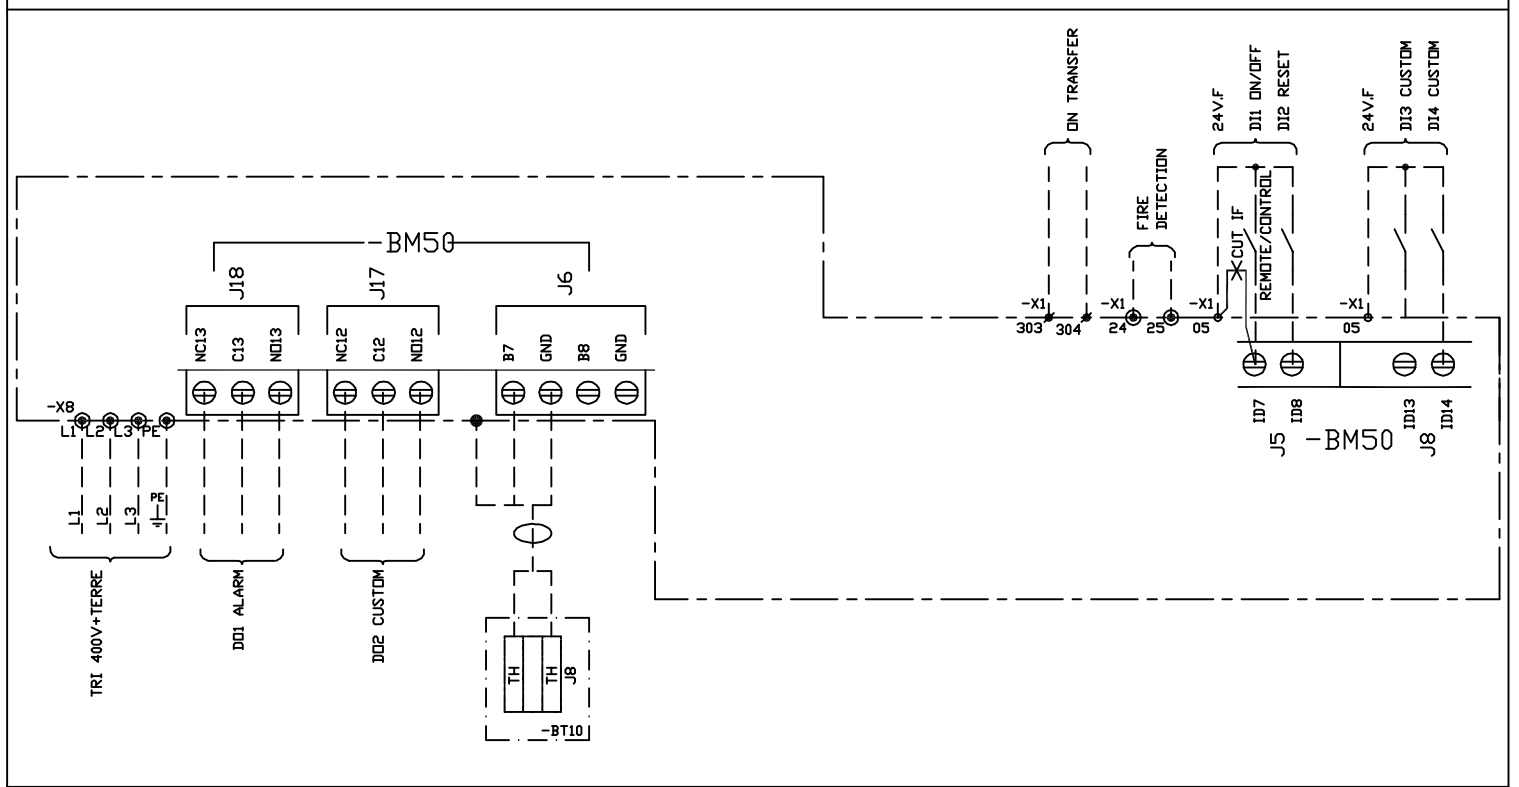 ON TRANSFER
24V.F
DI1 ON/OFF
DI2 RESET
24V.F
DI3 CUSTOM
DI4 CUSTOM
FIRE
DETECTION
CUT IF
REMOTE/CONTROL
-BM50
J18
J17
J6
-X1
303
304
-X1
24
25
-X1
05
-X1
05
NC13
C13
NO13
NC12
C12
NO12
B7
GND
B8
GND
-X8
L1
L2
L3
PE
ID7
ID8
ID13
ID14
J5
-BM50
J8
L1
L2
L3
PE
TRI 400V+TERRE
DO1 ALARM
DO2 CUSTOM
TH
TH
J8
-BT10